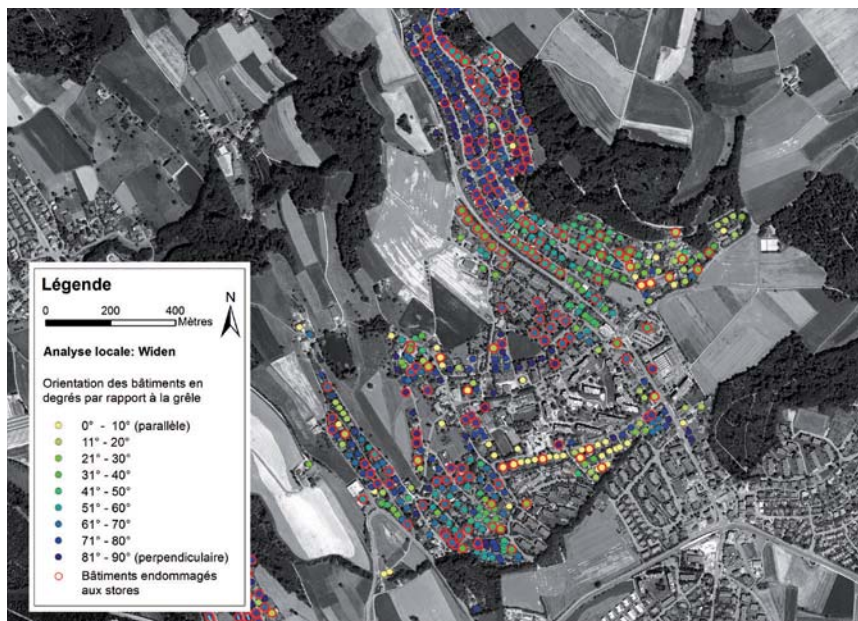 Légende
N
0 200 400
Mètres
Analyse locale: Widen
Orientation des bâtiments en
degrés par rapport à la grêle
0° - 10° (parallèle)
11° - 20°
21° - 30°
31° - 40°
41° - 50°
51° - 60°
61° - 70°
71° - 80°
81° - 90° (perpendiculaire)
Bâtiments endommagés
aux stores